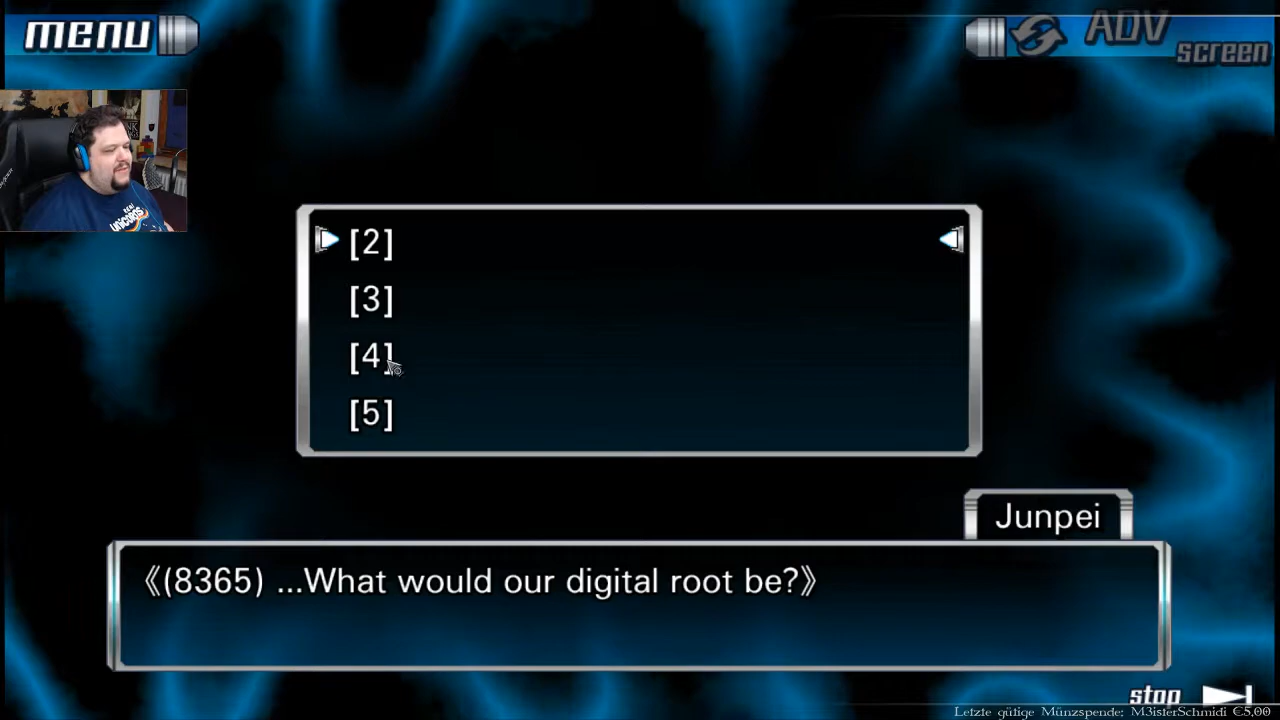 menu
ADV
screen
[2]
[3]
[4]
[5]
Junpei
《(8365) ...What would our digital root be?》
stop
Letzte gütige Münzspende: M3isterSchmidi €5,00